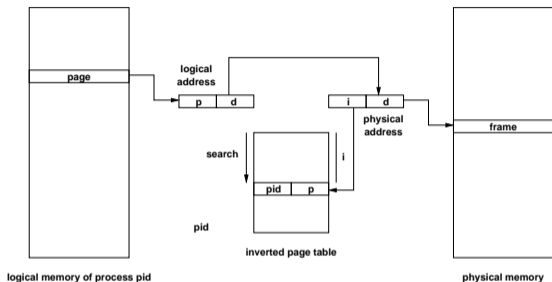 page
logical
address
p d
i d
physical
address
frame
search
i
pid p
pid
inverted page table
logical memory of process pid
physical memory